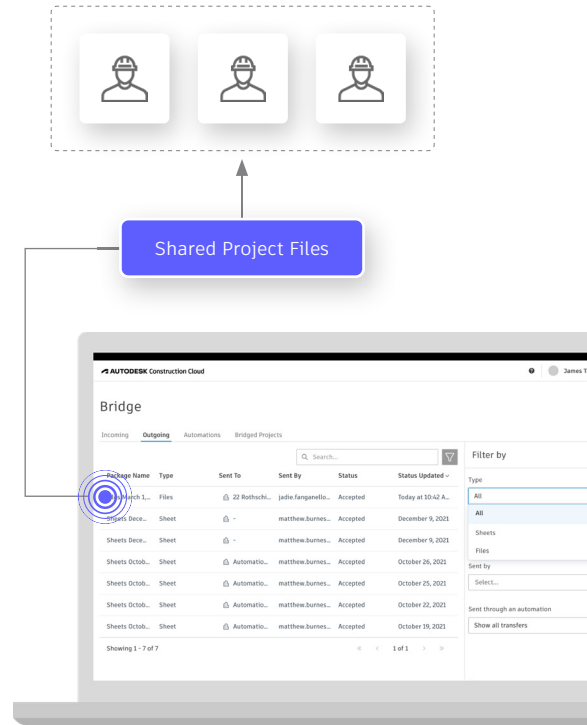 Shared Project Files
AUTODESK Construction Cloud
James T
Bridge
Incoming Outgoing Automations Bridged Projects
Search...
Filter by
Package Name Type Sent To Sent By Status Status Updated
Type
Files March 1,... Files 22 Rothschi... jadie.fanganello... Accepted Today at 10:42 A...
All
All
Sheets Dece... Sheet - matthew.burnes... Accepted December 9, 2021
Sheets
Sheets Dece... Sheet - matthew.burnes... Accepted December 9, 2021
Files
Sheets Octob... Sheet Automatio... matthew.burnes... Accepted October 26, 2021
Sent by
Sheets Octob... Sheet Automatio... matthew.burnes... Accepted October 25, 2021
Select...
Sheets Octob... Sheet Automatio... matthew.burnes... Accepted October 22, 2021
Sent through an automation
Sheets Octob... Sheet Automatio... matthew.burnes... Accepted October 19, 2021
Show all transfers
Showing 1 - 7 of 7
1 of 1